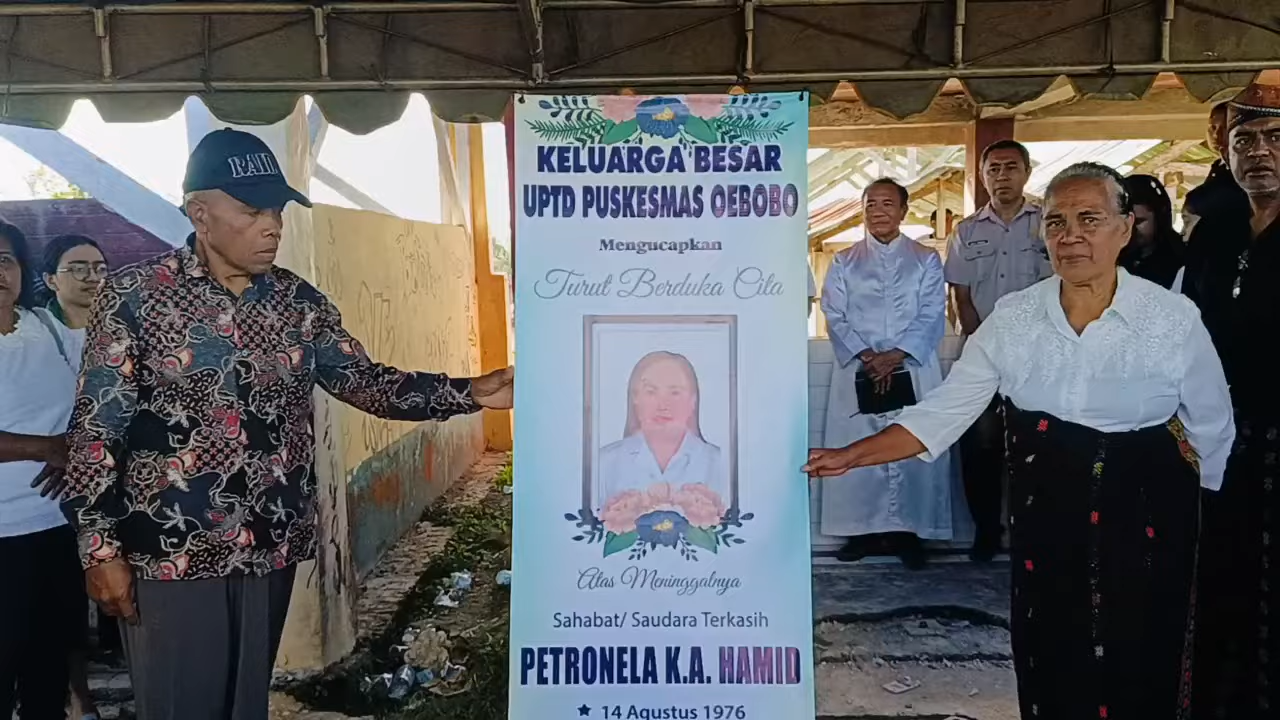 RAID
KELUARGA BESAR
UPTD PUSKESMAS OEBOBO
Mengucapkan
Turut Berduka Cita
Atas Meninggalnya
Sahabat/ Saudara Terkasih
PETRONELA K.A. HAMID
14 Agustus 1976